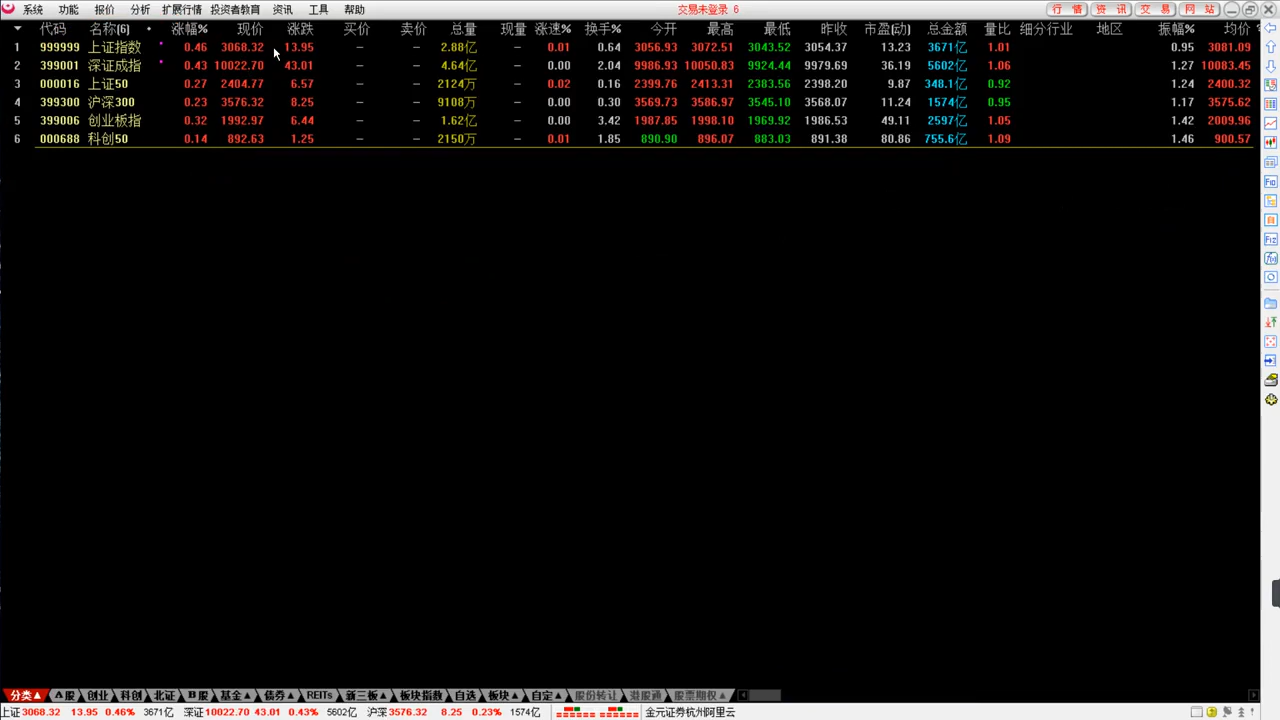 系统 功能 报价 分析 扩展行情 投资者教育 资讯 工具 帮助 交易未登录 6 行情 资讯 交易 网站
代码 名称(6) 涨幅% 现价 涨跌 买价 卖价 总量 现量 涨速% 换手% 今开 最高 最低 昨收 市盈(动) 总金额 量比 细分行业 地区 振幅% 均价
1 999999 上证指数 0.46 3068.32 13.95 – – 2.88亿 – 0.01 0.64 3056.93 3072.51 3043.52 3054.37 13.23 3671亿 1.01 0.95 3081.09
2 399001 深证成指 0.43 10022.70 43.01 – – 4.64亿 – 0.00 2.04 9986.93 10050.83 9924.44 9979.69 36.19 5602亿 1.06 1.27 10083.45
3 000016 上证50 0.27 2404.77 6.57 – – 2124万 – 0.02 0.16 2399.76 2413.31 2383.56 2398.20 9.87 348.1亿 0.92 1.24 2400.32
4 399300 沪深300 0.23 3576.32 8.25 – – 9108万 – 0.00 0.30 3569.73 3586.97 3545.10 3568.07 11.24 1574亿 0.95 1.17 3575.62
5 399006 创业板指 0.32 1992.97 6.44 – – 1.62亿 – 0.00 3.42 1987.85 1998.10 1969.92 1986.53 49.11 2597亿 1.05 1.42 2009.96
6 000688 科创50 0.14 892.63 1.25 – – 2150万 – 0.01 1.85 890.90 896.07 883.03 891.38 80.86 755.6亿 1.09 1.46 900.57
分类▲ A股 创业 科创 北证 B股 基金▲ 债券▲ REITs 新三板▲ 板块指数 自选 板块▲ 自定▲ 股份转让 港股通 股票期权▲
上证3068.32 13.95 0.46% 3671亿 深证10022.70 43.01 0.43% 5602亿 沪深3576.32 8.25 0.23% 1574亿 金元证券杭州阿里云